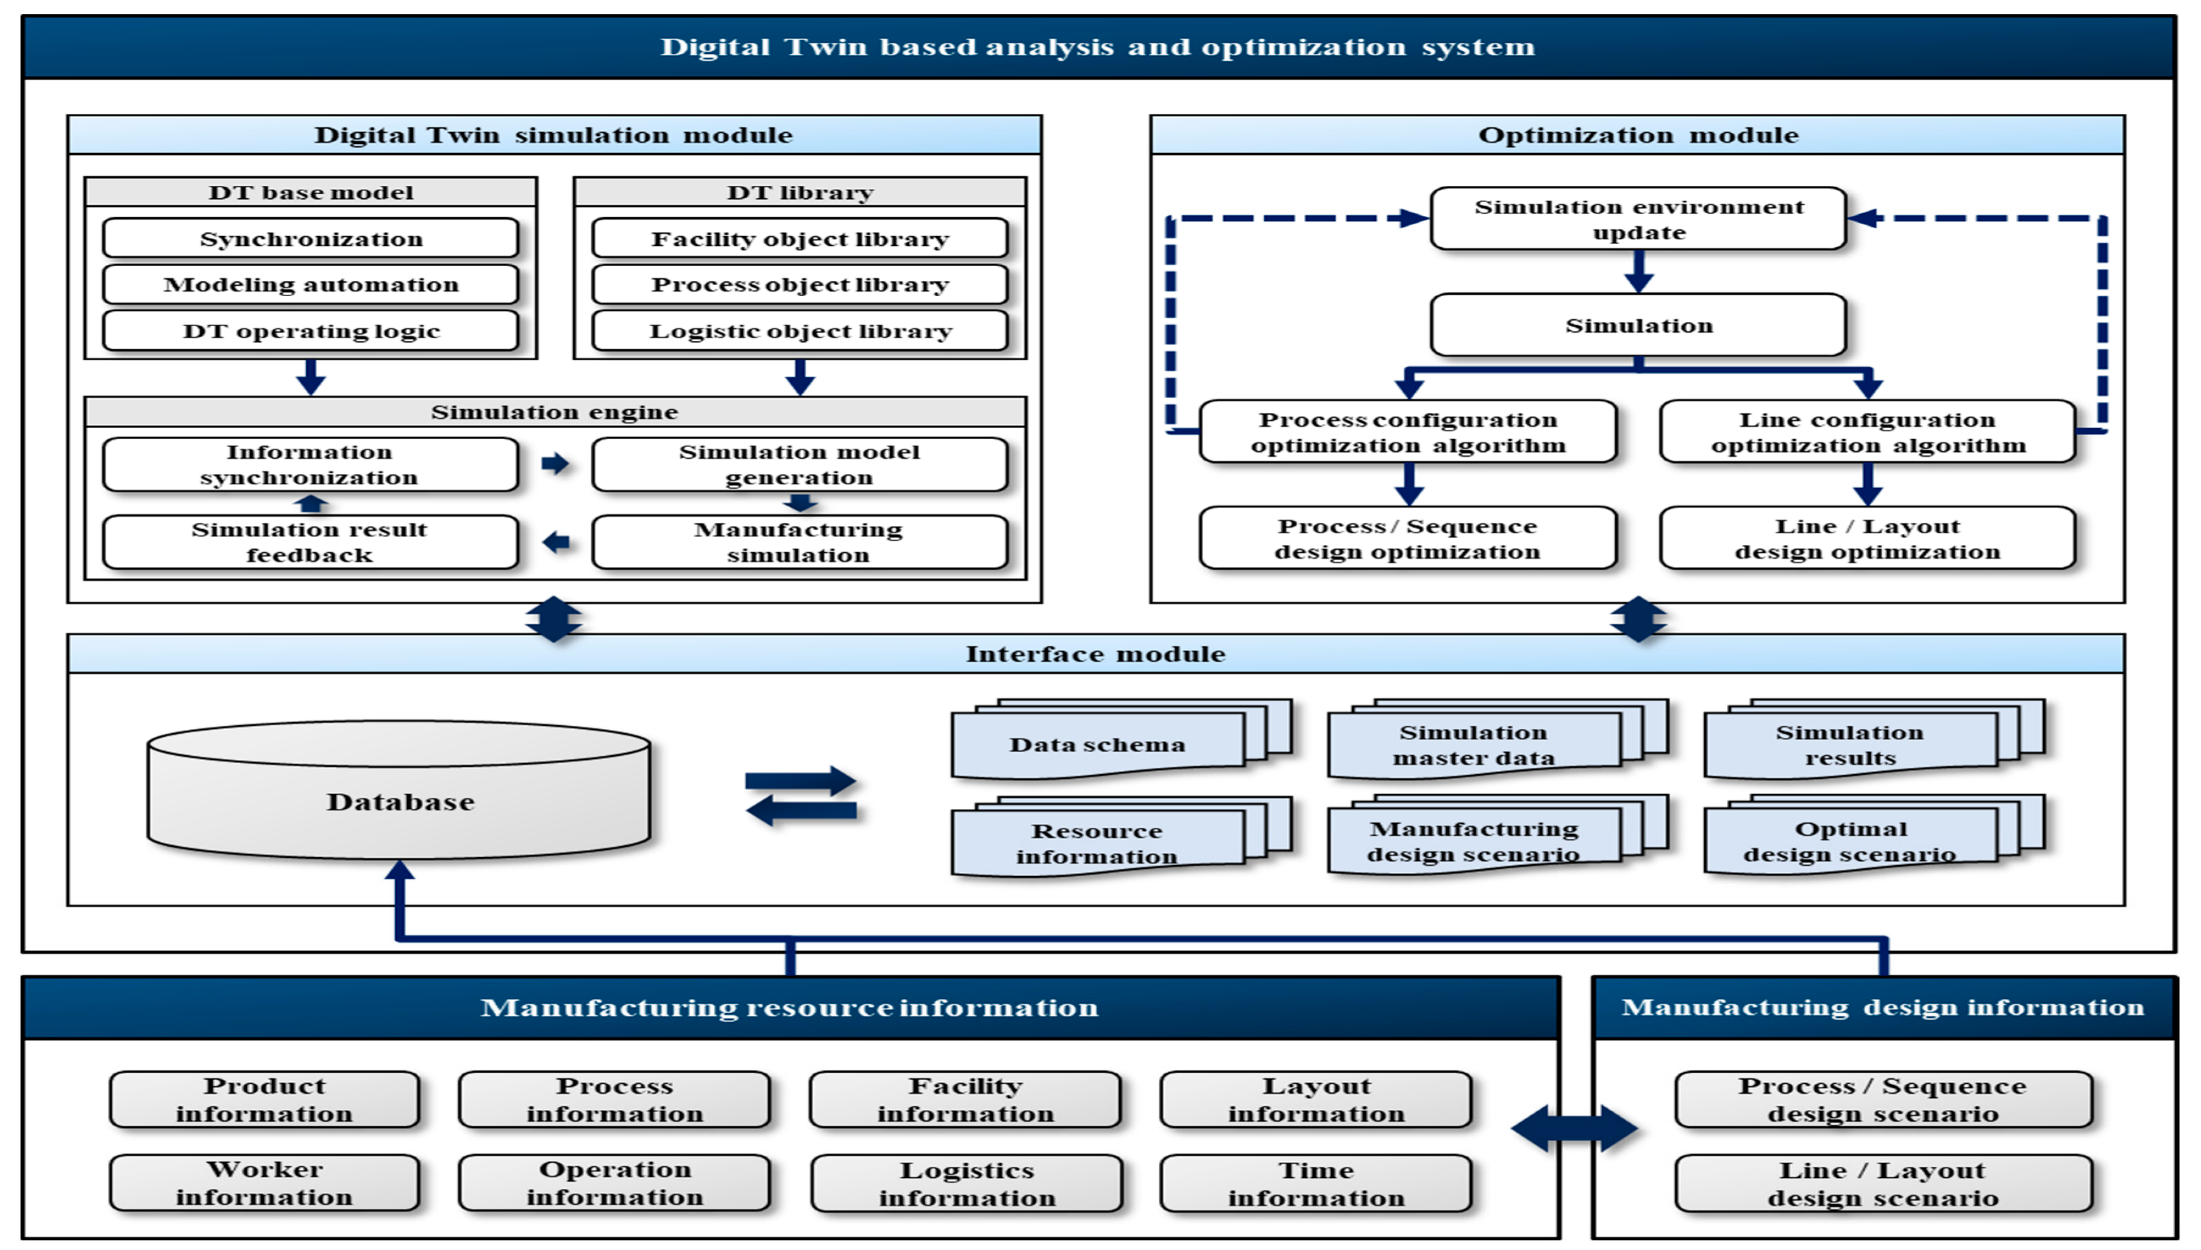 Digital Twin based analysis and optimization system
Digital Twin simulation module
DT base model
Synchronization
Modeling automation
DT operating logic
DT library
Facility object library
Process object library
Logistic object library
Simulation engine
Information
synchronization
Simulation model
generation
Simulation result
feedback
Manufacturing
simulation
Optimization module
Simulation environment
update
Simulation
Process configuration
optimization algorithm
Line configuration
optimization algorithm
Process / Sequence
design optimization
Line / Layout
design optimization
Interface module
Database
Data schema
Simulation
master data
Simulation
results
Resource
information
Manufacturing
design scenario
Optimal
design scenario
Manufacturing resource information
Product
information
Process
information
Facility
information
Layout
information
Worker
information
Operation
information
Logistics
information
Time
information
Manufacturing design information
Process / Sequence
design scenario
Line / Layout
design scenario